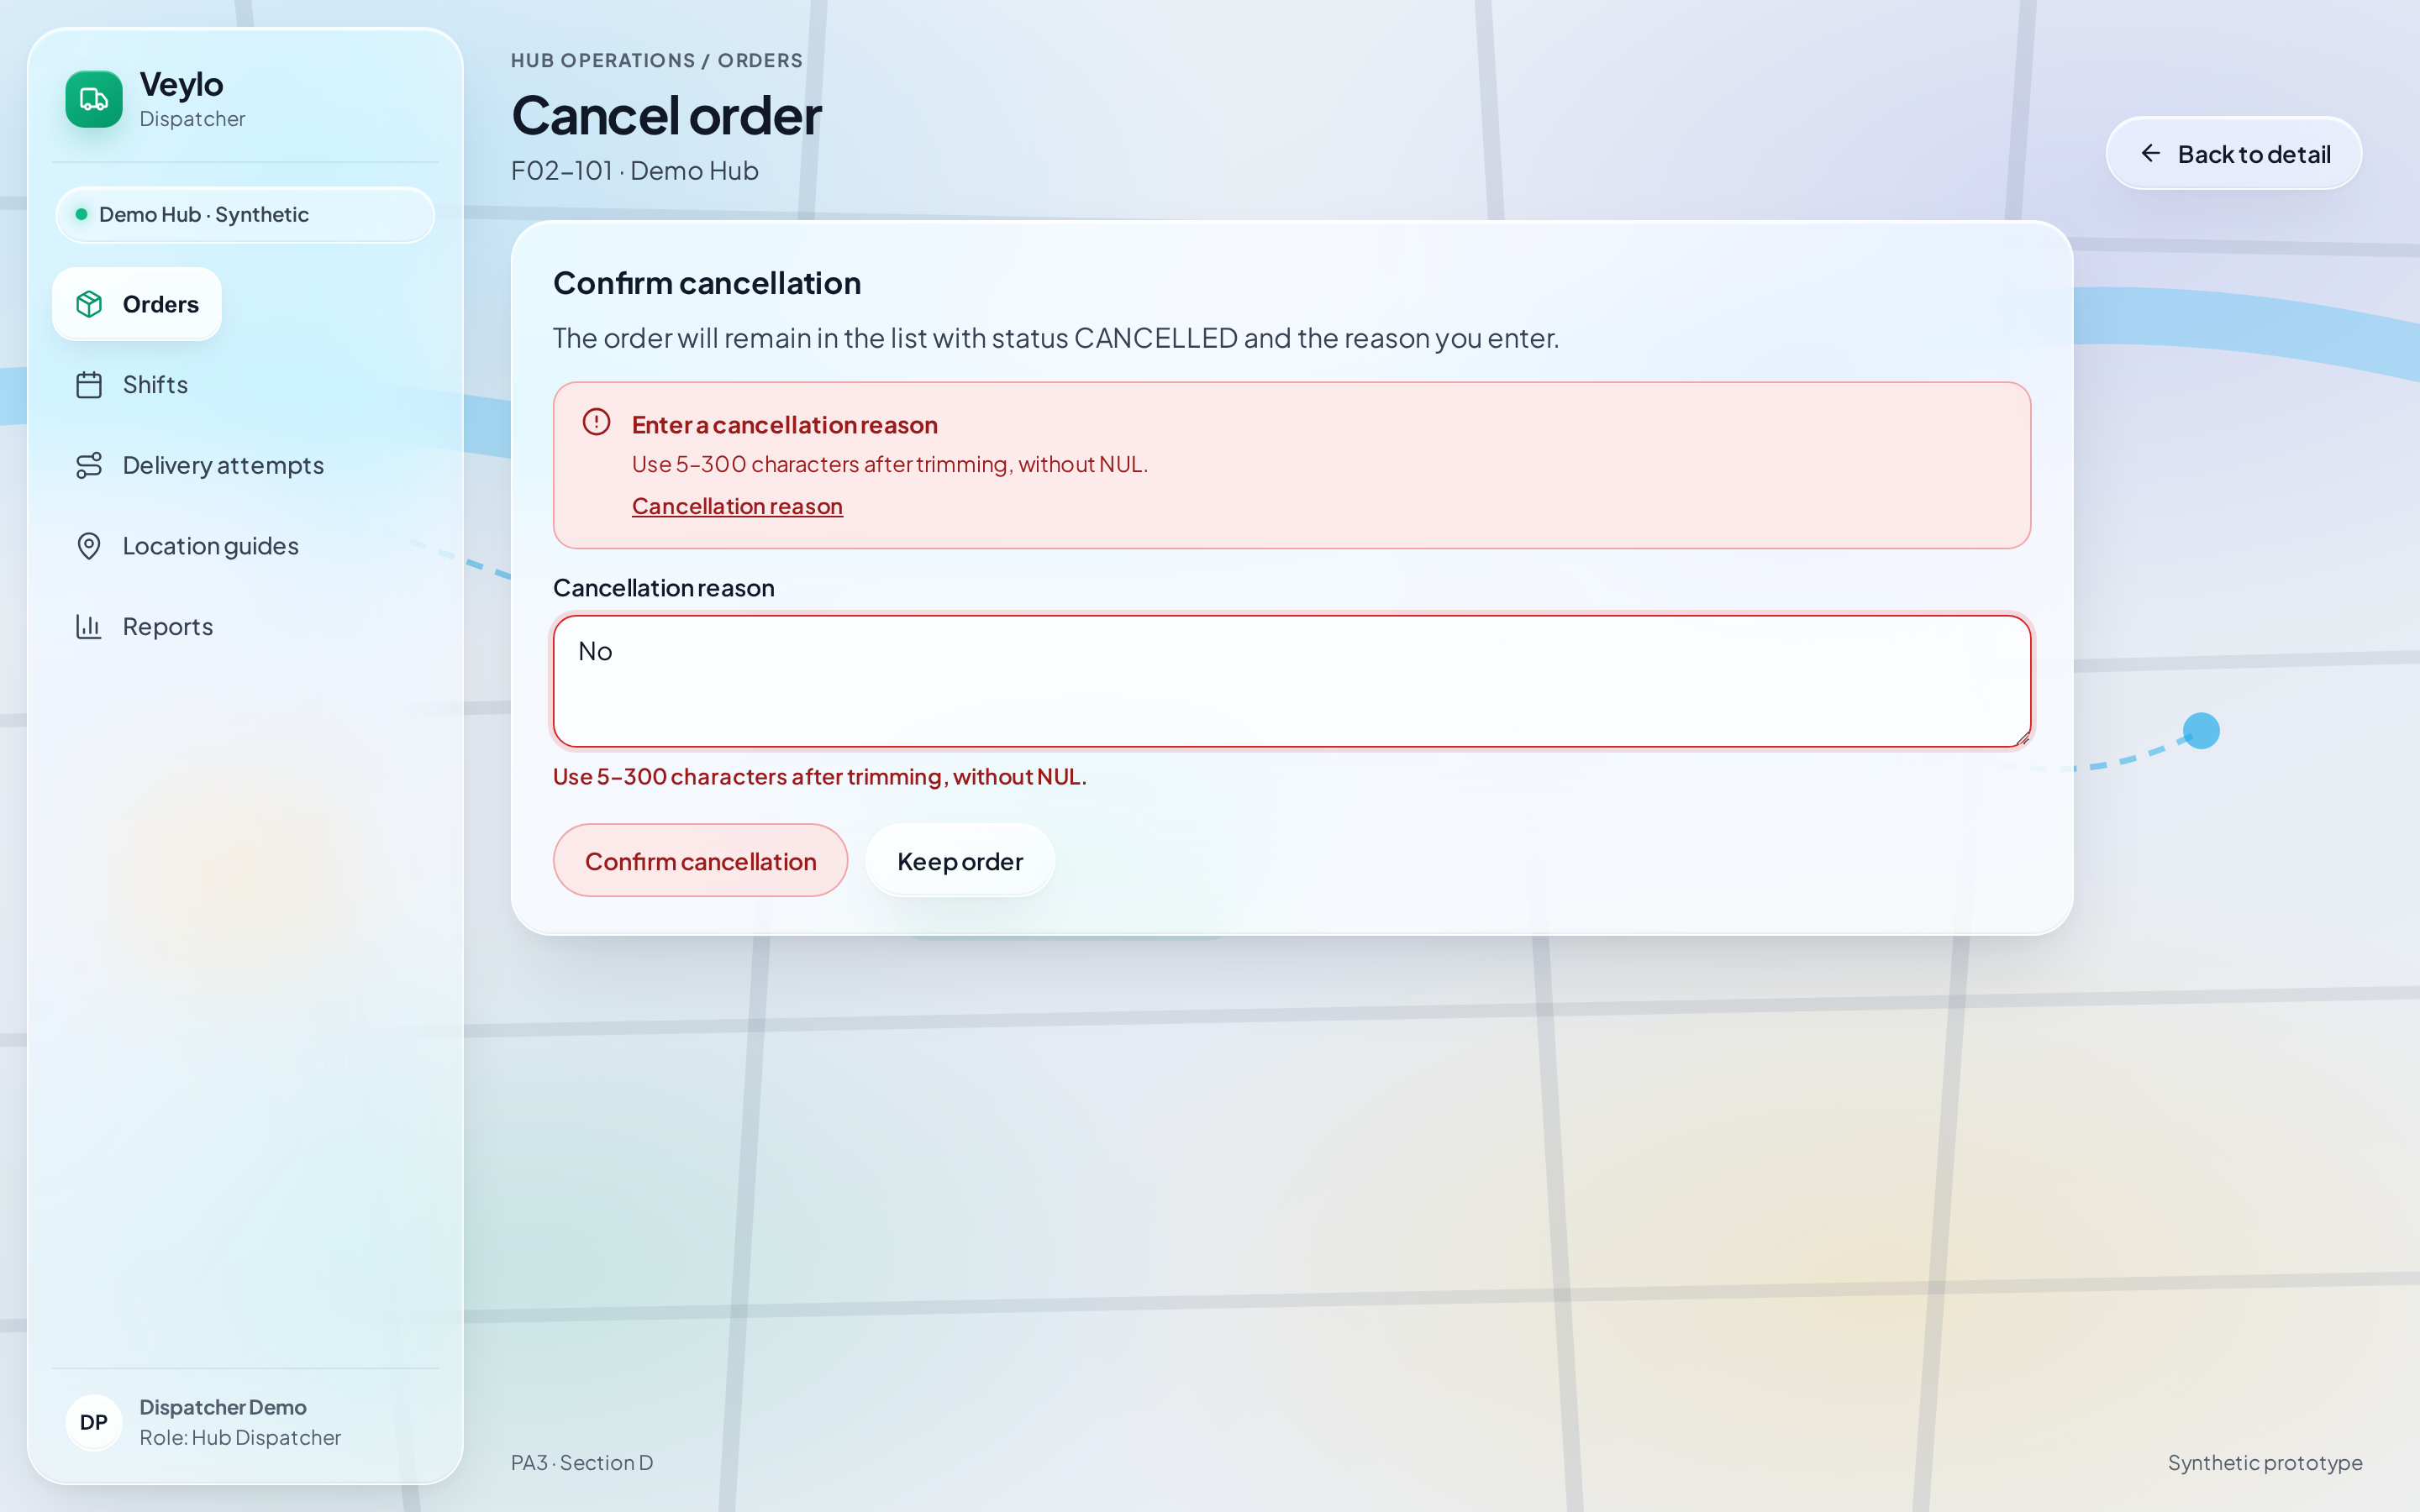 Veylo
Dispatcher
Demo Hub · Synthetic
Orders
Shifts
Delivery attempts
Location guides
Reports
DP
Dispatcher Demo
Role: Hub Dispatcher
HUB OPERATIONS / ORDERS
Cancel order
F02–101 · Demo Hub
Back to detail
Confirm cancellation
The order will remain in the list with status CANCELLED and the reason you enter.
Enter a cancellation reason
Use 5–300 characters after trimming, without NUL.
Cancellation reason
Cancellation reason
No
Use 5–300 characters after trimming, without NUL.
Confirm cancellation
Keep order
PA3 · Section D
Synthetic prototype